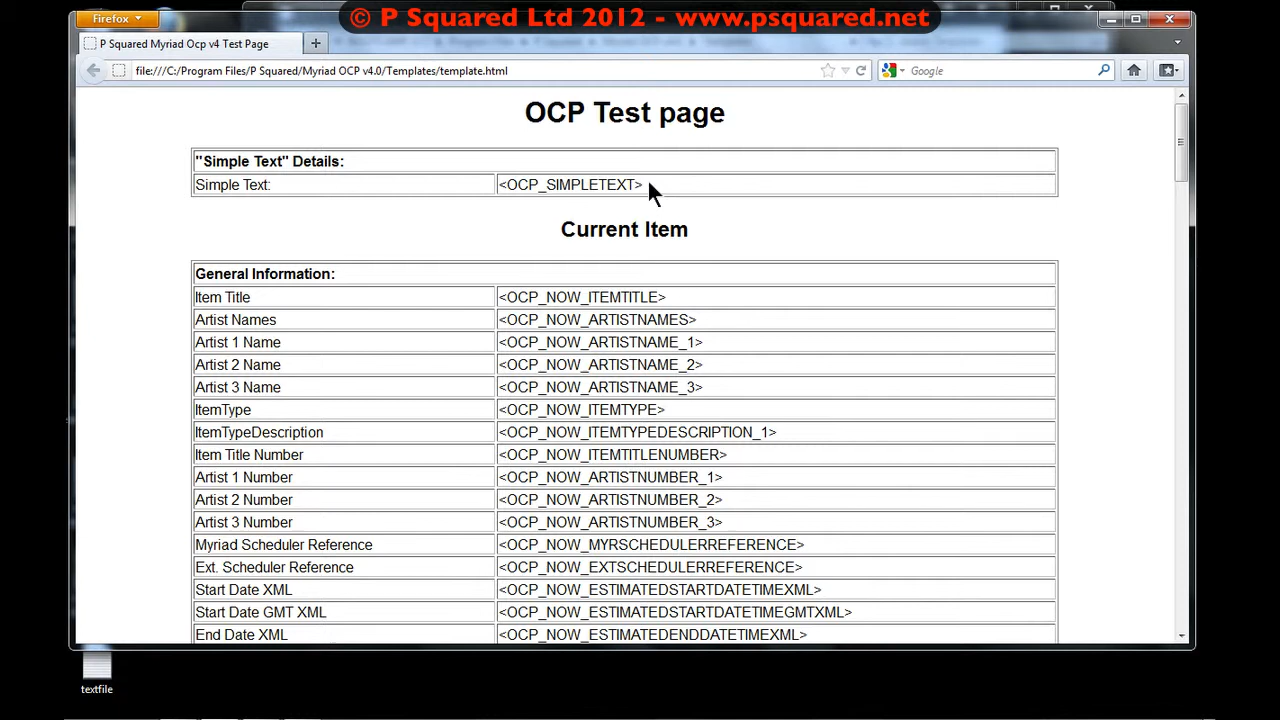 © P Squared Ltd 2012 - www.psquared.net
Firefox
P Squared Myriad Ocp v4 Test Page
file:///C:/Program Files/P Squared/Myriad OCP v4.0/Templates/template.html
Google
OCP Test page
"Simple Text" Details:
Simple Text: <OCP_SIMPLETEXT>
Current Item
General Information:
Item Title <OCP_NOW_ITEMTITLE>
Artist Names <OCP_NOW_ARTISTNAMES>
Artist 1 Name <OCP_NOW_ARTISTNAME_1>
Artist 2 Name <OCP_NOW_ARTISTNAME_2>
Artist 3 Name <OCP_NOW_ARTISTNAME_3>
ItemType <OCP_NOW_ITEMTYPE>
ItemTypeDescription <OCP_NOW_ITEMTYPEDESCRIPTION_1>
Item Title Number <OCP_NOW_ITEMTITLENUMBER>
Artist 1 Number <OCP_NOW_ARTISTNUMBER_1>
Artist 2 Number <OCP_NOW_ARTISTNUMBER_2>
Artist 3 Number <OCP_NOW_ARTISTNUMBER_3>
Myriad Scheduler Reference <OCP_NOW_MYRSCHEDULERREFERENCE>
Ext. Scheduler Reference <OCP_NOW_EXTSCHEDULERREFERENCE>
Start Date XML <OCP_NOW_ESTIMATEDSTARTDATETIMEXML>
Start Date GMT XML <OCP_NOW_ESTIMATEDSTARTDATETIMEGMTXML>
End Date XML <OCP_NOW_ESTIMATEDENDDATETIMEXML>
textfile